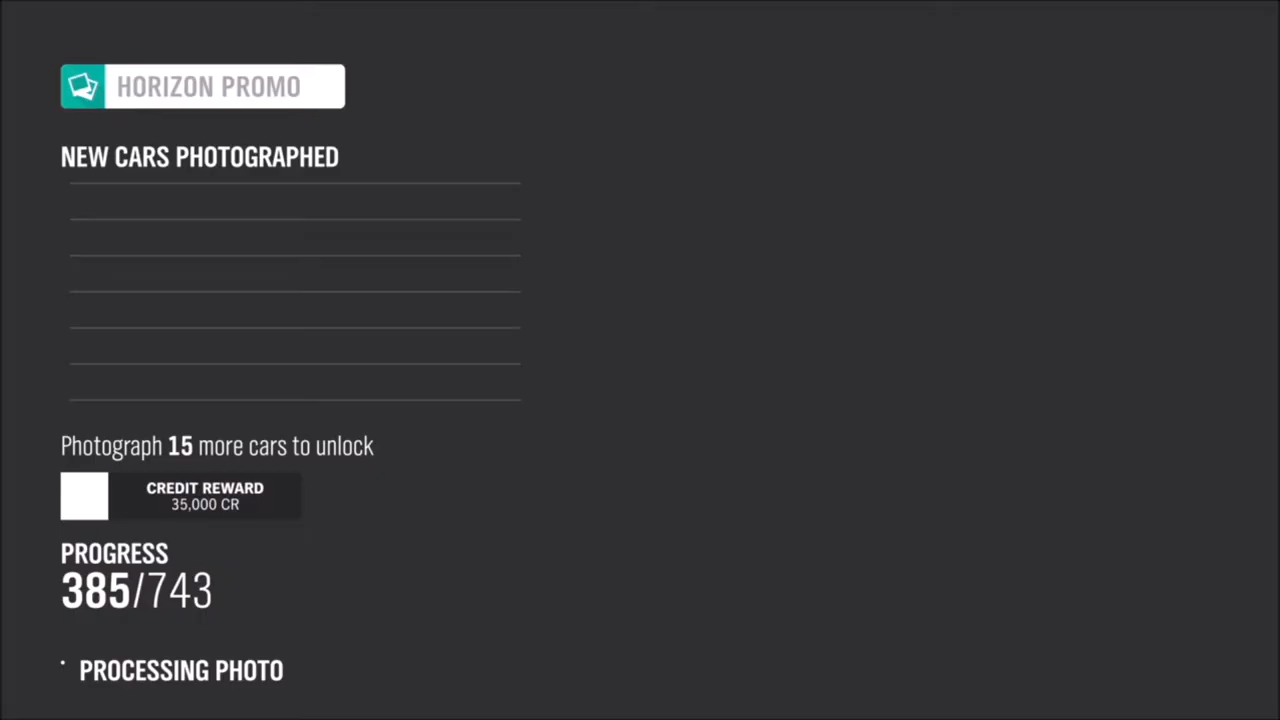 HORIZON PROMO
NEW CARS PHOTOGRAPHED
Photograph 15 more cars to unlock
CREDIT REWARD
35,000 CR
PROGRESS
385/743
PROCESSING PHOTO